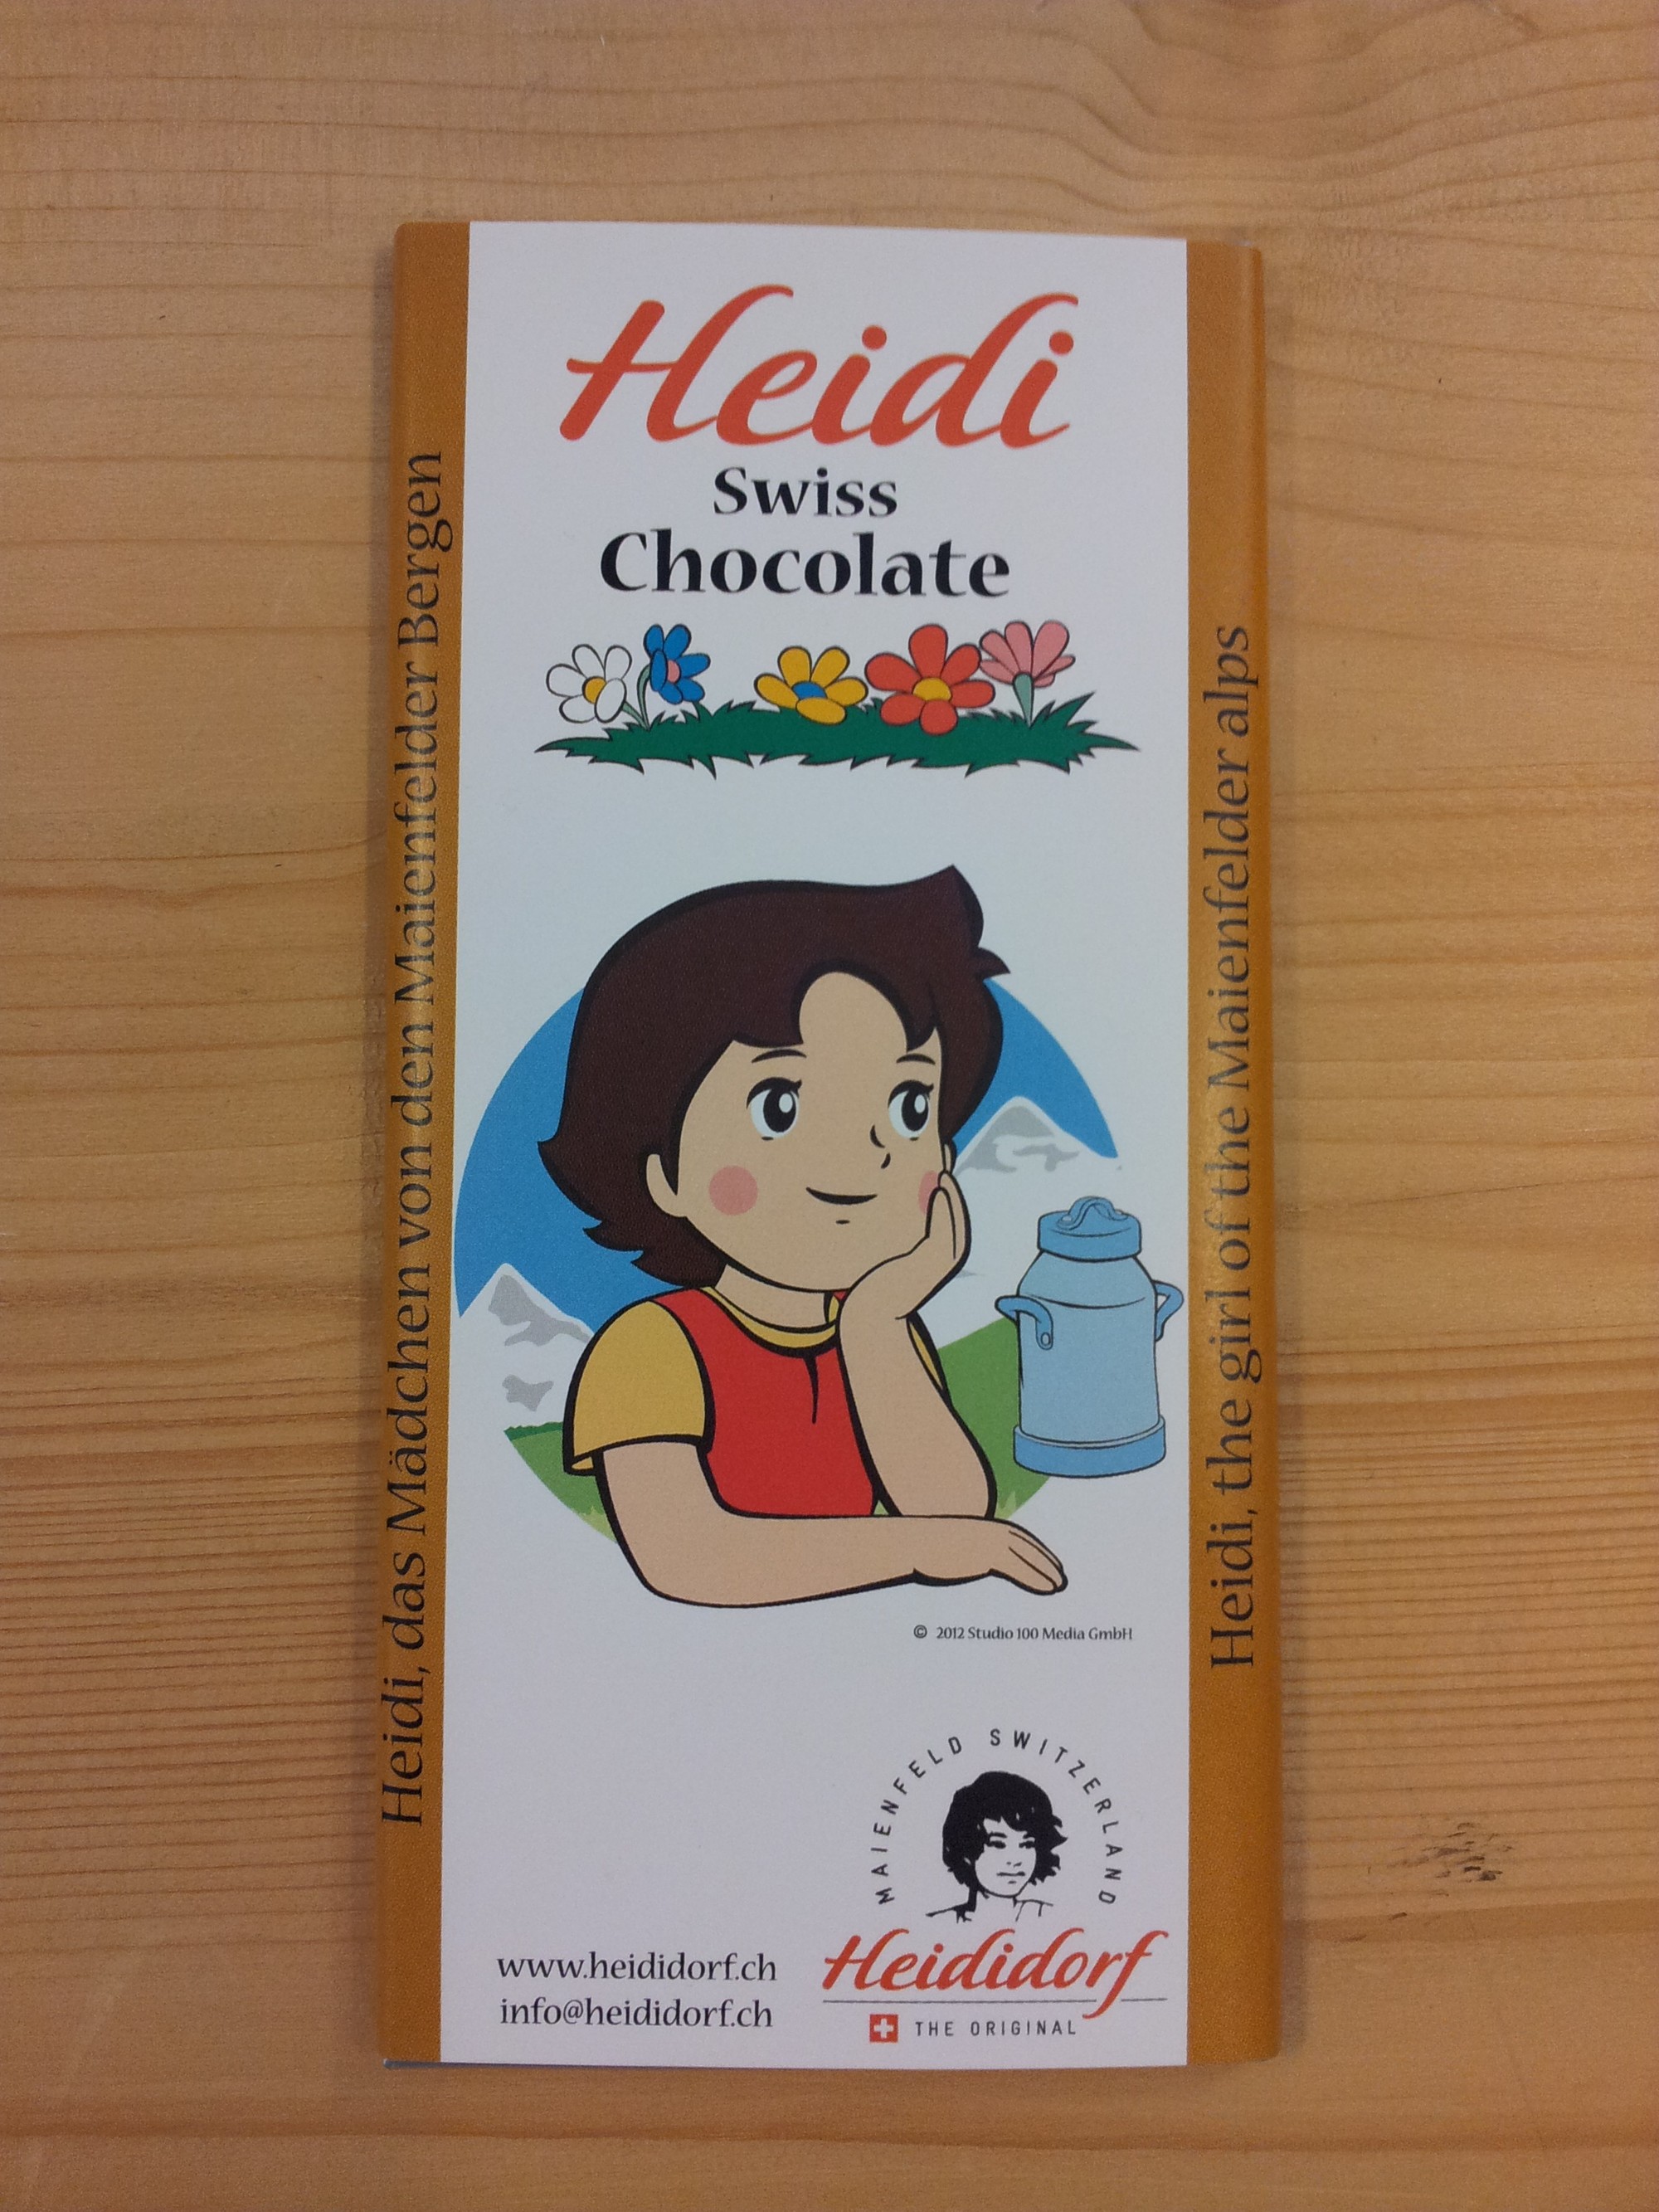 Heidi
Swiss
Chocolate
Heidi, das Mädchen von den Maienfelder Bergen
Heidi, the girl of the Maienfelder alps
© 2012 Studio 100 Media GmbH
MAIENFELD SWITZERLAND
Heididorf
THE ORIGINAL
www.heididorf.ch
info@heididorf.ch